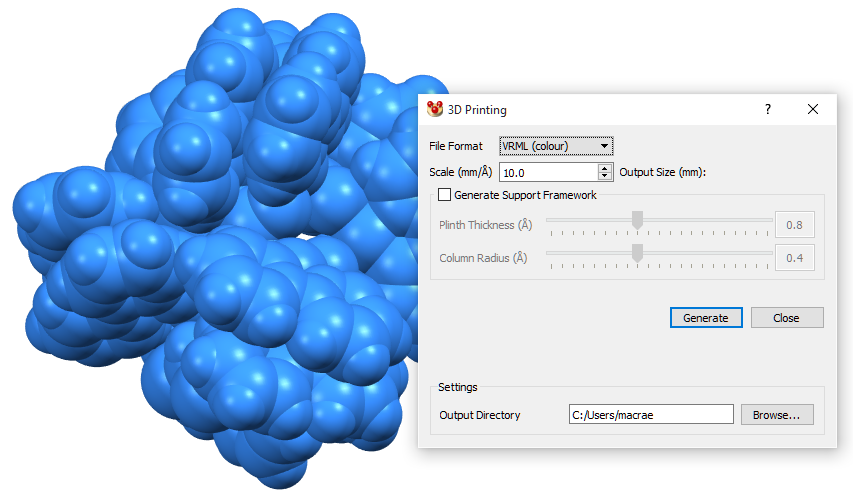 3D Printing
File Format VRML (colour)
Scale (mm/Å) 10.0 Output Size (mm):
Generate Support Framework
Plinth Thickness (Å) 0.8
Column Radius (Å) 0.4
Generate Close
Settings
Output Directory C:/Users/macrae Browse...